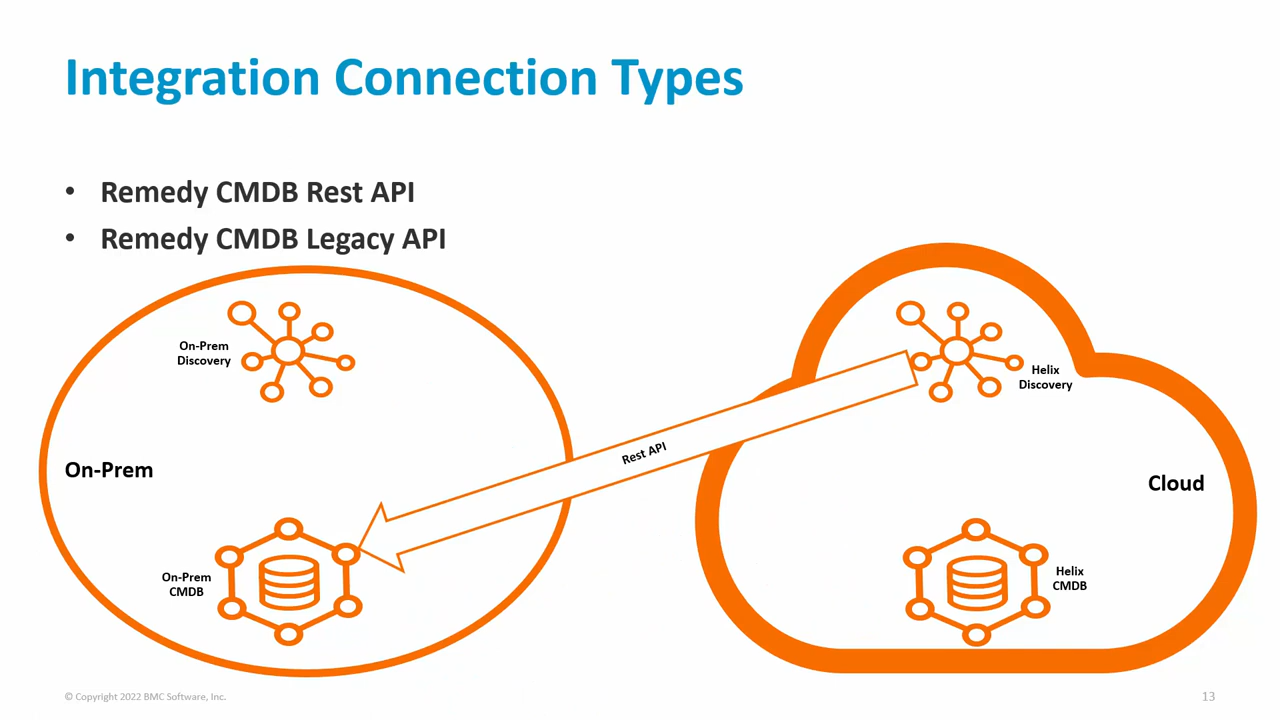 Integration Connection Types
• Remedy CMDB Rest API
• Remedy CMDB Legacy API
On-Prem
Discovery
Helix
Discovery
Rest API
On-Prem
Cloud
On-Prem
CMDB
Helix
CMDB
© Copyright 2022 BMC Software, Inc.
13